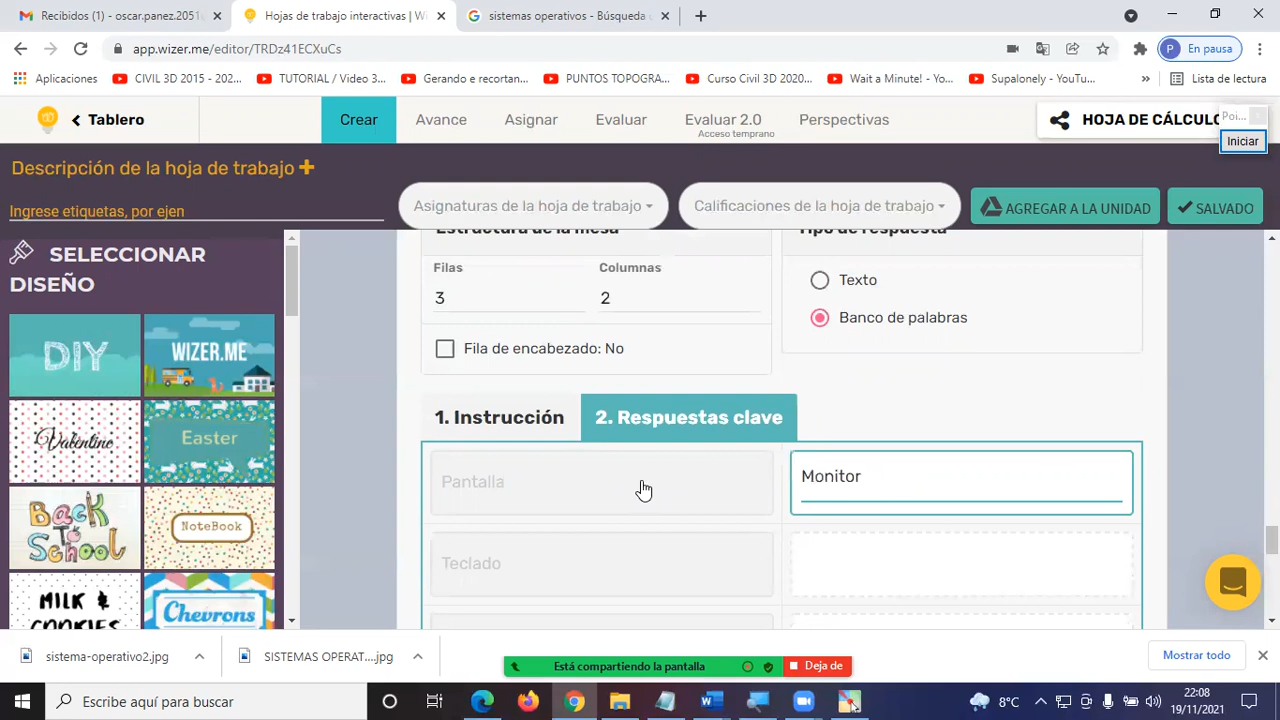 Recibidos (1) - oscar.panez.2051
Hojas de trabajo interactivas | Wi
sistemas operativos - Búsqueda
app.wizer.me/editor/TRDz41ECXuCs
En pausa
Aplicaciones
CIVIL 3D 2015 - 202...
TUTORIAL / Video 3...
Gerando e recortan...
PUNTOS TOPOGRA...
Curso Civil 3D 2020...
Wait a Minute! - Yo...
Supalonely - YouTu...
»
Lista de lectura
Tablero
Crear
Avance
Asignar
Evaluar
Evaluar 2.0
Acceso temprano
Perspectivas
HOJA DE CÁLCULO
Poi...
Iniciar
Descripción de la hoja de trabajo +
Ingrese etiquetas, por ejen
Asignaturas de la hoja de trabajo
Calificaciones de la hoja de trabajo
AGREGAR A LA UNIDAD
SALVADO
SELECCIONAR
DISEÑO
DIY
WIZER.ME
Valentine
Easter
Back
To
School
NoteBook
MILK &
COOKIES
Chevrons
Estructura de la mesa
Tipo de respuesta
Filas
Columnas
3
2
Texto
Banco de palabras
Fila de encabezado: No
1. Instrucción
2. Respuestas clave
Pantalla
Monitor
Teclado
sistema-operativo2.jpg
SISTEMAS OPERAT....jpg
Mostrar todo
Está compartiendo la pantalla
Deja de
Escribe aquí para buscar
8°C
22:08
19/11/2021